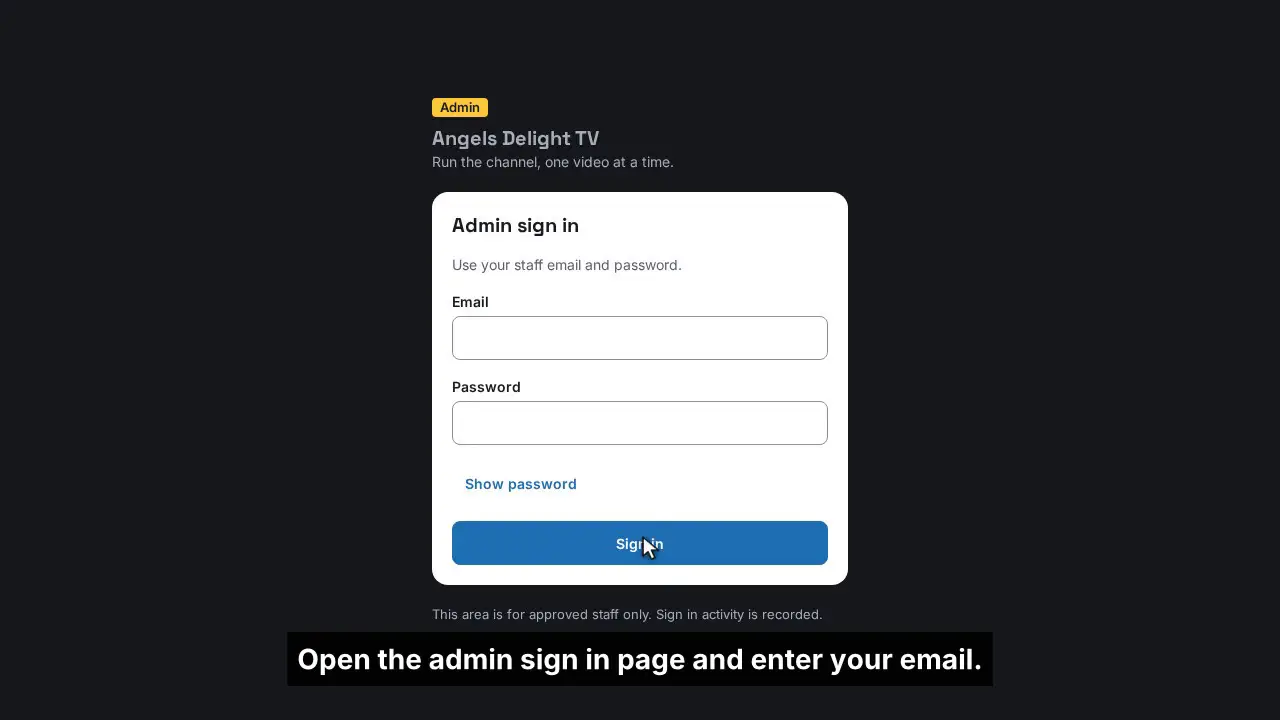 Admin
Angels Delight TV
Run the channel, one video at a time.
Admin sign in
Use your staff email and password.
Email
Password
Show password
Sign in
This area is for approved staff only. Sign in activity is recorded.
Open the admin sign in page and enter your email.